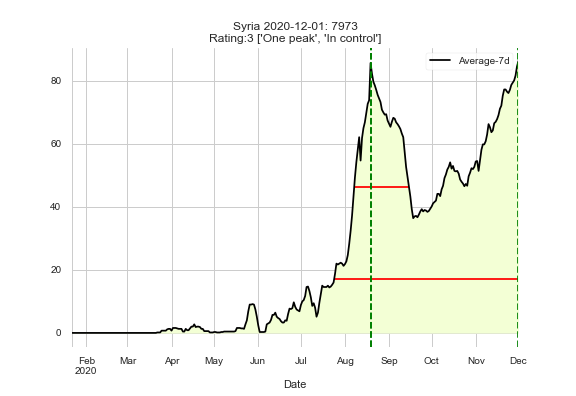 Syria 2020-12-01: 7973
Rating:3 ['One peak', 'In control']
Average-7d
80
60
40
20
0
Feb Mar Apr May Jun Jul Aug Sep Oct Nov Dec
2020
Date